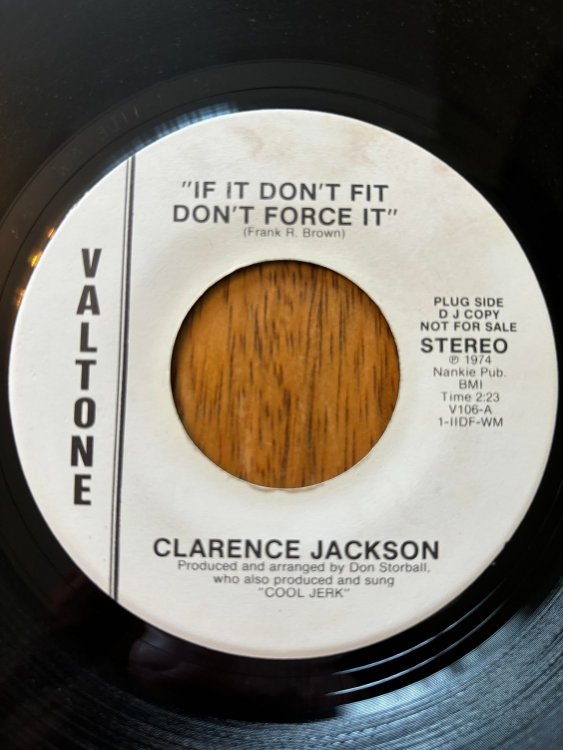 "IF IT DON'T FIT
DON'T FORCE IT"
(Frank R. Brown)
VALTONE
PLUG SIDE
D J COPY
NOT FOR SALE
STEREO
℗ 1974
Nankie Pub.
BMI
Time 2:23
V106-A
1-IIDF-WM
CLARENCE JACKSON
Produced and arranged by Don Storball,
who also produced and sung
"COOL JERK"